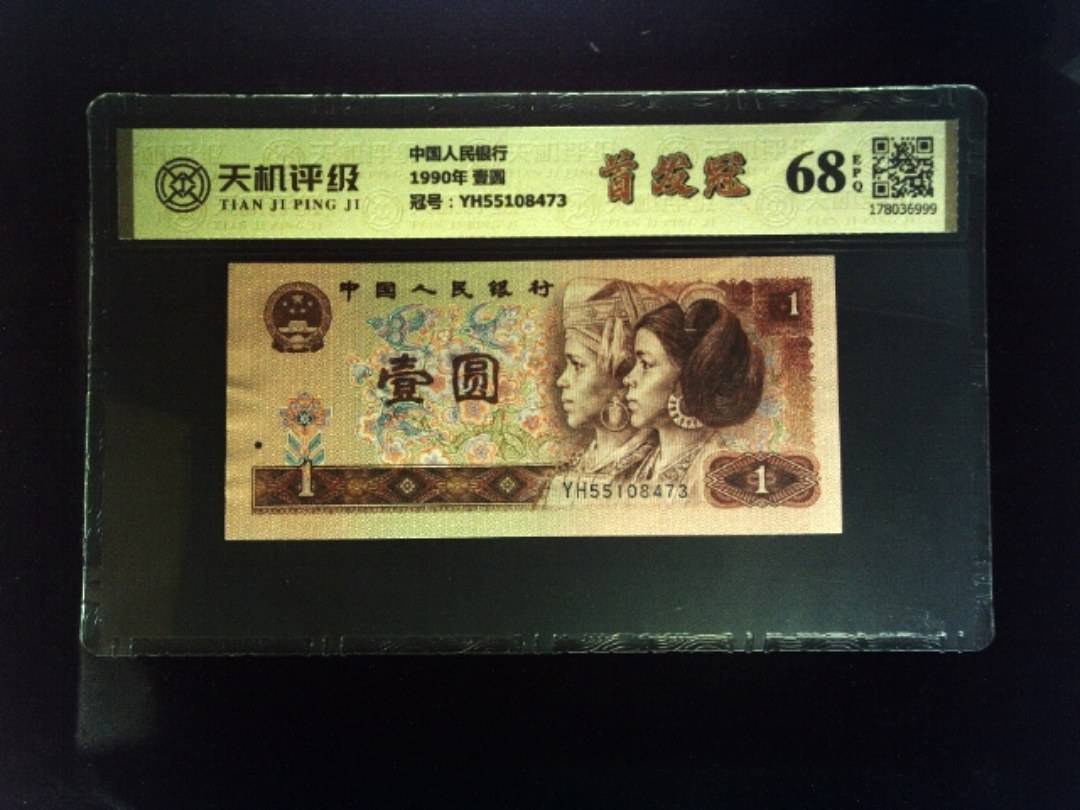 天机评级
TIAN JI PING JI
中国人民银行
1990年 壹圆
冠号：YH55108473
首发冠
68
EPQ
178036999
中国人民银行
1
壹圆
1
YH55108473
1